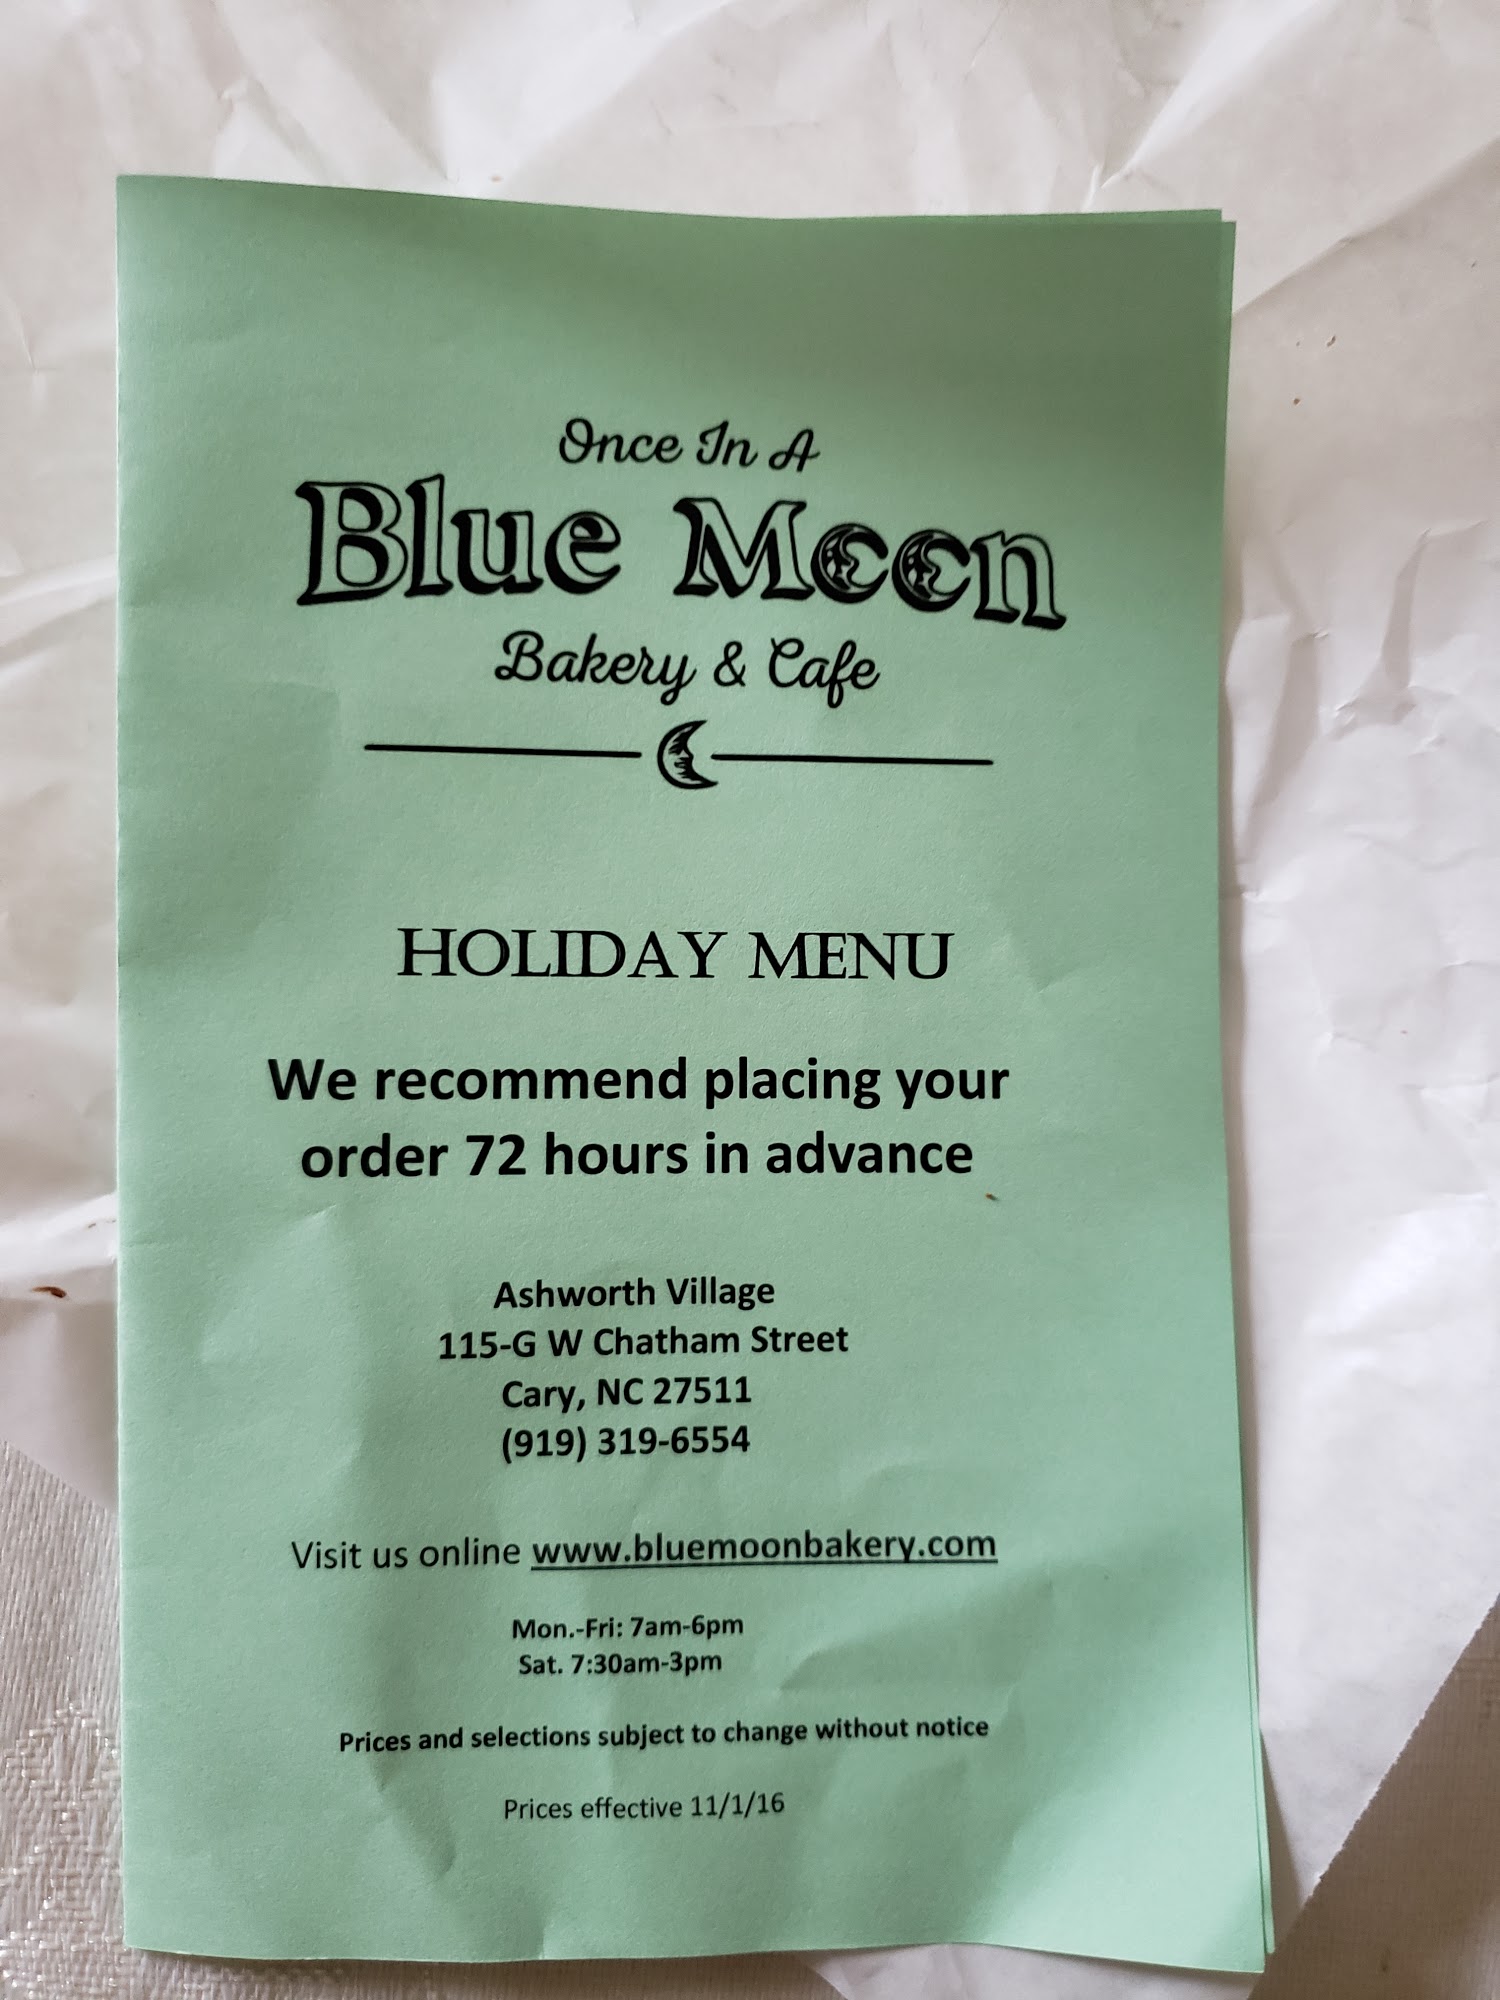 Once In A
Blue Moon
Bakery & Cafe
HOLIDAY MENU
We recommend placing your
order 72 hours in advance
Ashworth Village
115-G W Chatham Street
Cary, NC 27511
(919) 319-6554
Visit us online www.bluemoonbakery.com
Mon.-Fri: 7am-6pm
Sat. 7:30am-3pm
Prices and selections subject to change without notice
Prices effective 11/1/16